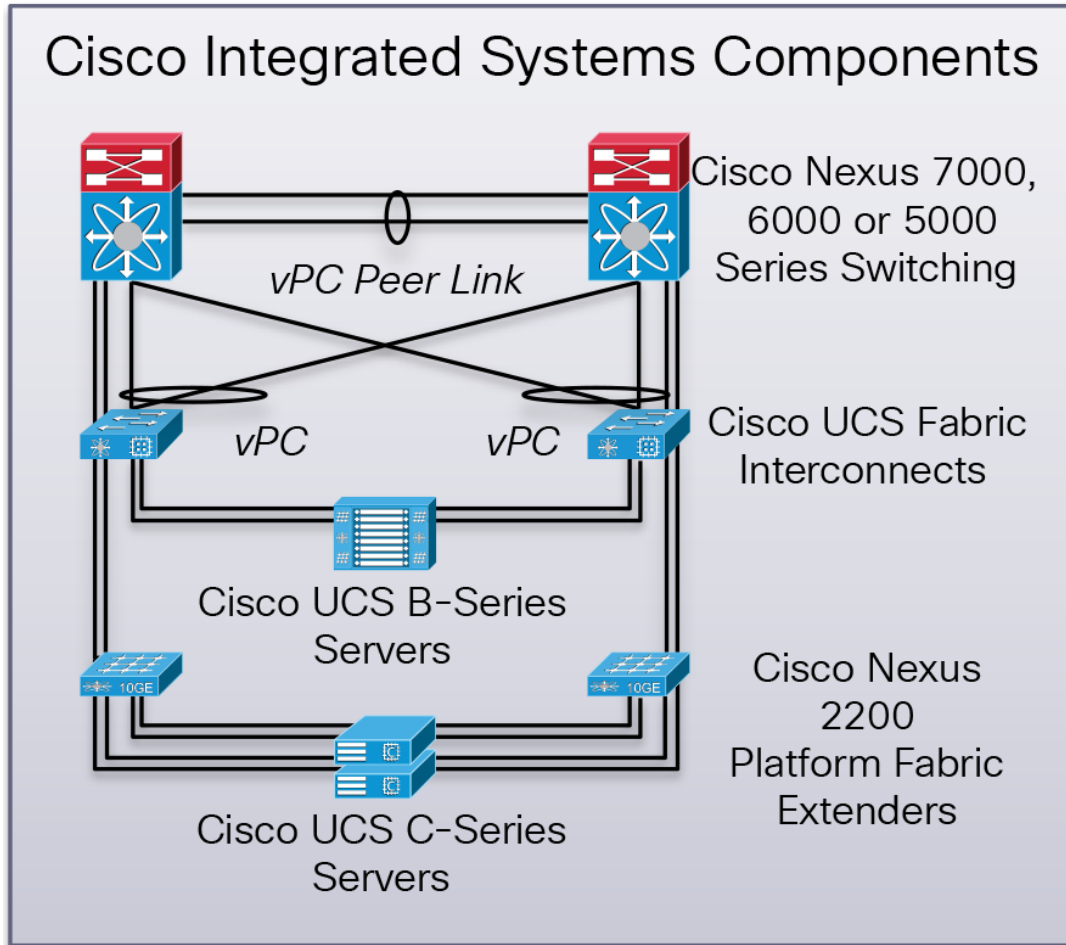 Cisco Integrated Systems Components
Cisco Nexus 7000,
6000 or 5000
Series Switching
vPC Peer Link
vPC
vPC
Cisco UCS Fabric
Interconnects
Cisco UCS B-Series
Servers
10GE
10GE
Cisco Nexus
2200
Platform Fabric
Extenders
C
C
Cisco UCS C-Series
Servers